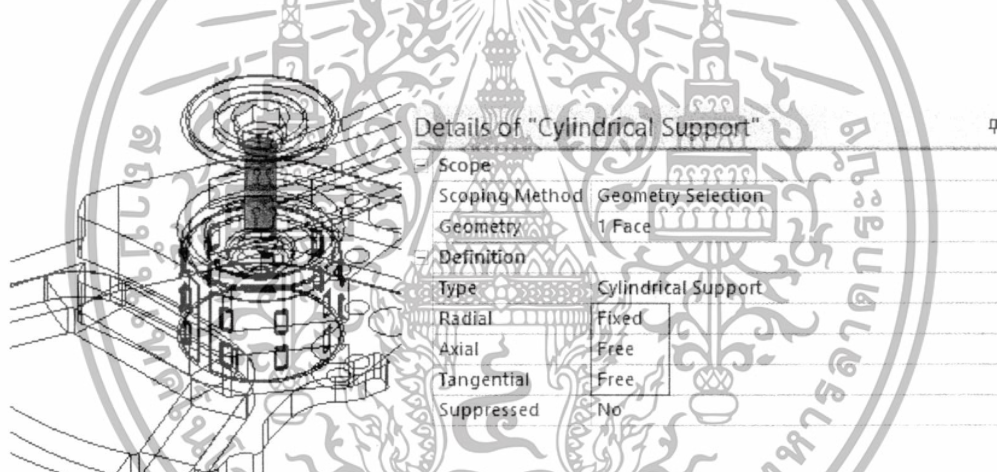 Details of "Cylindrical Support"
Scope
Scoping Method Geometry Selection
Geometry 1 Face
Definition
Type Cylindrical Support
Radial Fixed
Axial Free
Tangential Free
Suppressed No